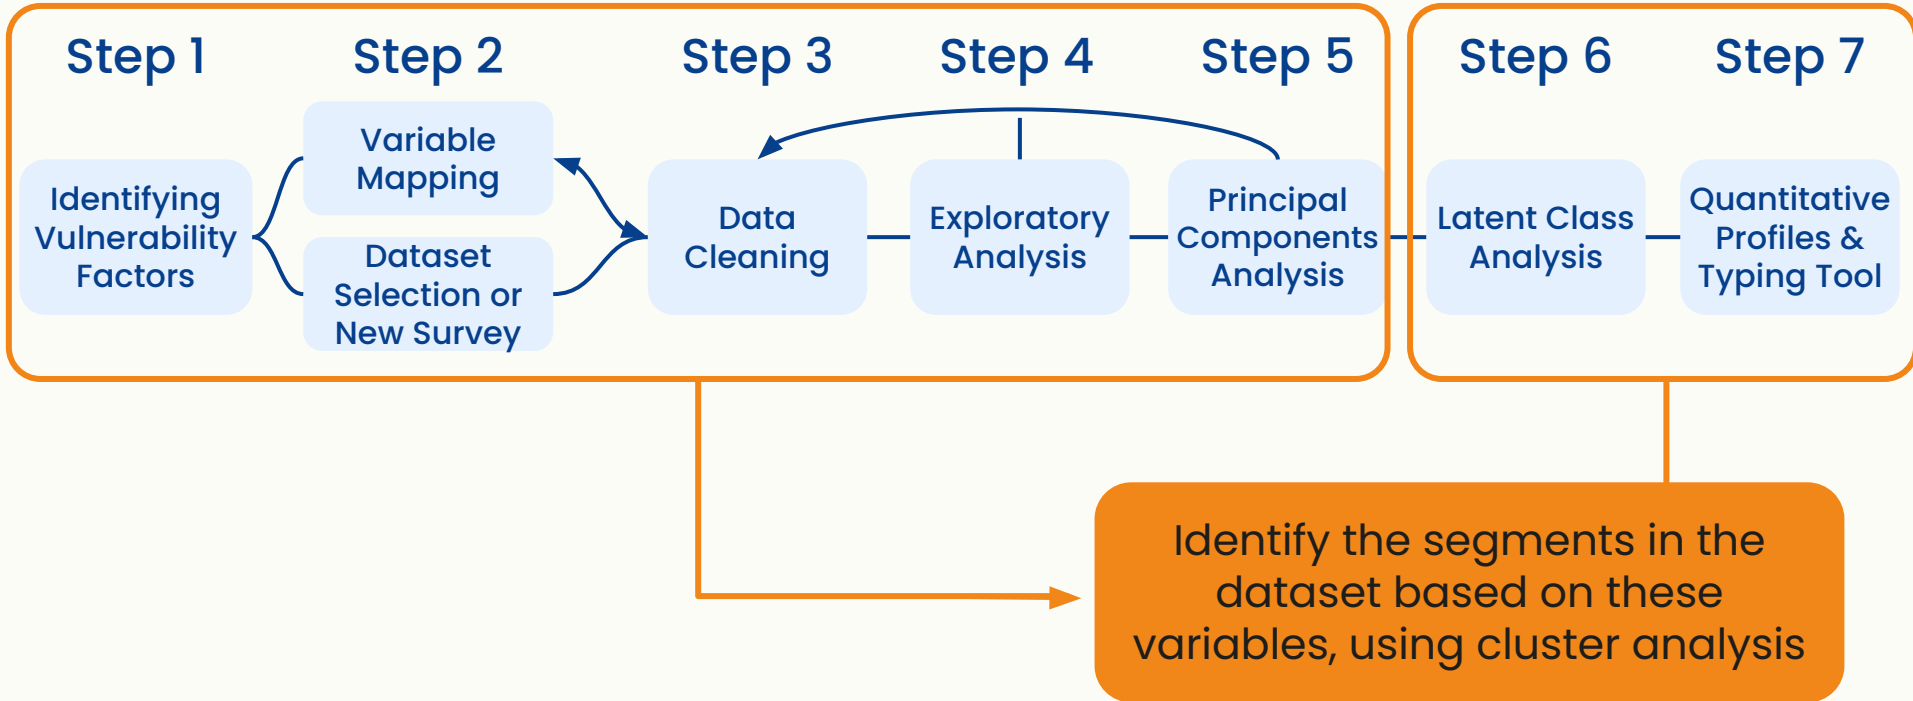 Step 1
Step 2
Step 3
Step 4
Step 5
Step 6
Step 7
Identifying
Vulnerability
Factors
Variable
Mapping
Dataset
Selection or
New Survey
Data
Cleaning
Exploratory
Analysis
Principal
Components
Analysis
Latent Class
Analysis
Quantitative
Profiles &
Typing Tool
Identify the segments in the
dataset based on these
variables, using cluster analysis